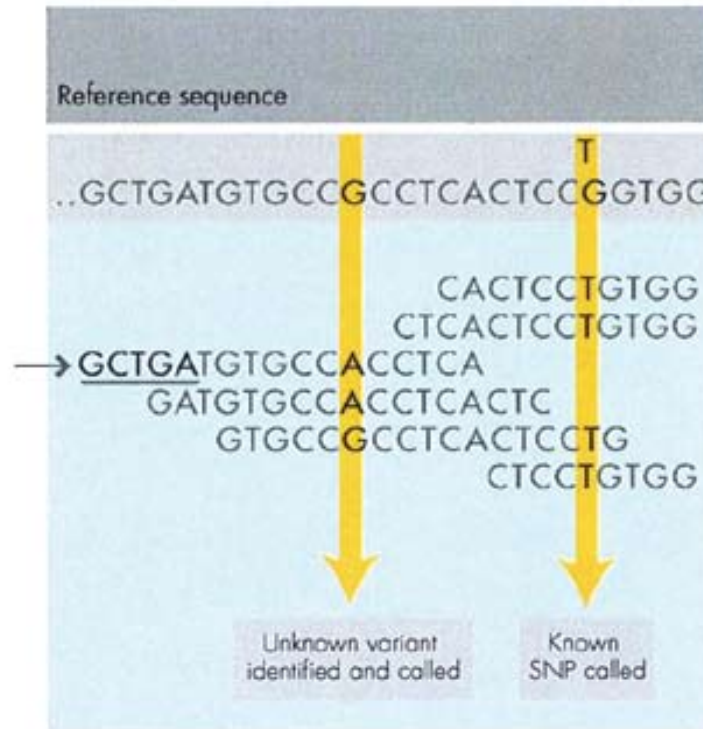 Reference sequence
T
..GCTGATGTGCCGCCTCACTCCGGTGG
CACTCCTGTGG
CTCACTCCTGTGG
GCTGATGTGCCACCTCA
GATGTGCCACCTCACTC
GTGCCGCCTCACTCCTG
CTCCTGTGG
Unknown variant
identified and called
Known
SNP called